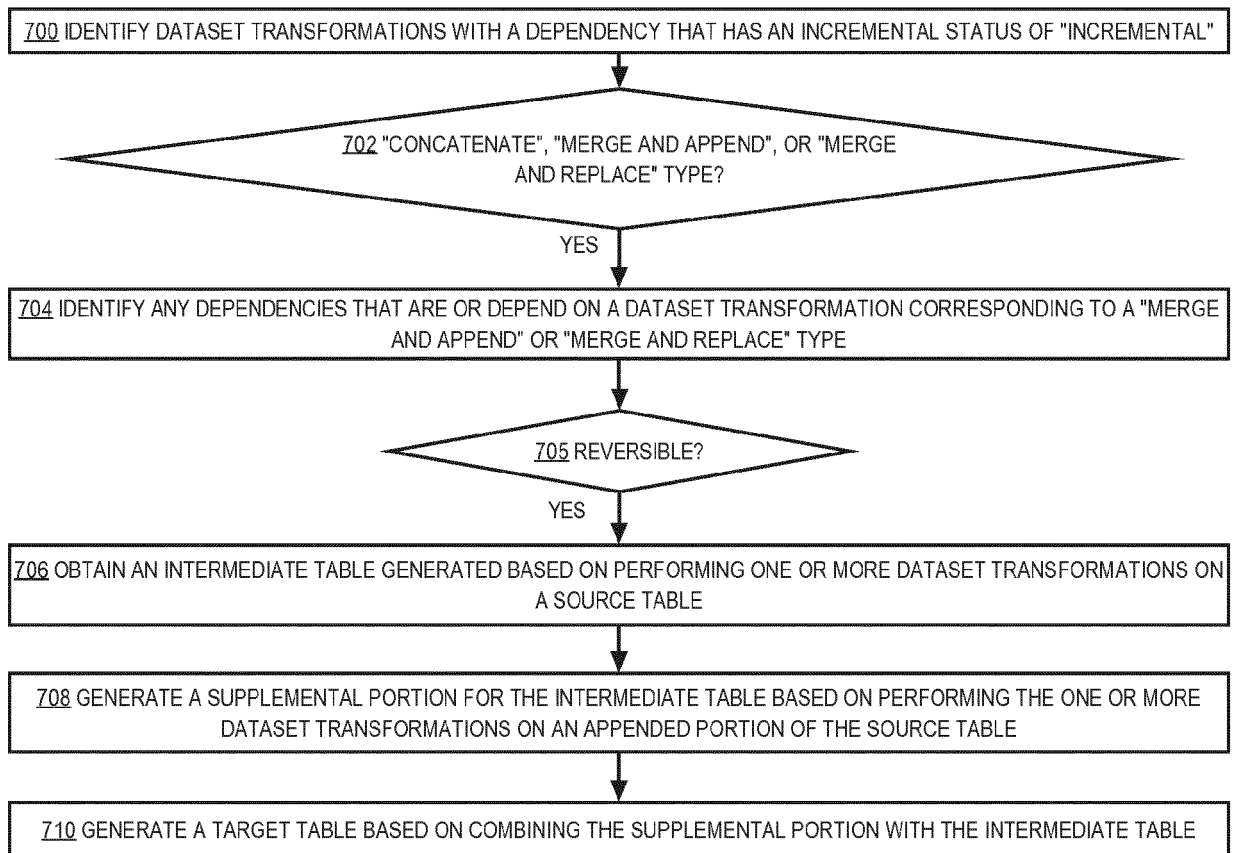 700 IDENTIFY DATASET TRANSFORMATIONS WITH A DEPENDENCY THAT HAS AN INCREMENTAL STATUS OF "INCREMENTAL"
702 "CONCATENATE", "MERGE AND APPEND", OR "MERGE
AND REPLACE" TYPE?
YES
704 IDENTIFY ANY DEPENDENCIES THAT ARE OR DEPEND ON A DATASET TRANSFORMATION CORRESPONDING TO A "MERGE
AND APPEND" OR "MERGE AND REPLACE" TYPE
705 REVERSIBLE?
YES
706 OBTAIN AN INTERMEDIATE TABLE GENERATED BASED ON PERFORMING ONE OR MORE DATASET TRANSFORMATIONS ON
A SOURCE TABLE
708 GENERATE A SUPPLEMENTAL PORTION FOR THE INTERMEDIATE TABLE BASED ON PERFORMING THE ONE OR MORE
DATASET TRANSFORMATIONS ON AN APPENDED PORTION OF THE SOURCE TABLE
710 GENERATE A TARGET TABLE BASED ON COMBINING THE SUPPLEMENTAL PORTION WITH THE INTERMEDIATE TABLE